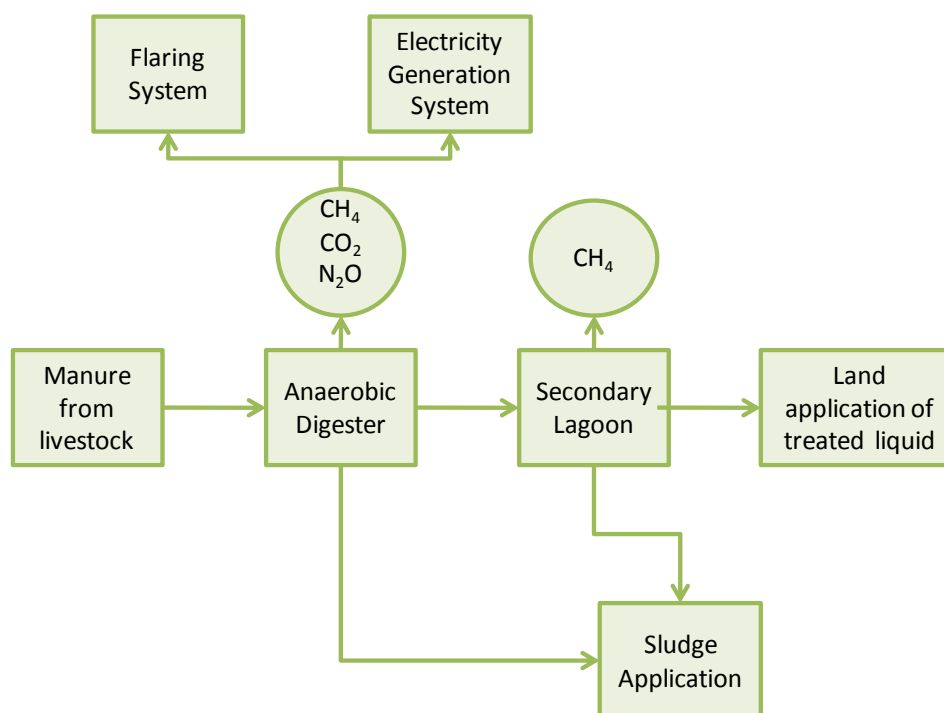 Flaring
System
Electricity
Generation
System
CH₄
CO₂
N₂O
CH₄
Manure
from
livestock
Anaerobic
Digester
Secondary
Lagoon
Land
application of
treated liquid
Sludge
Application